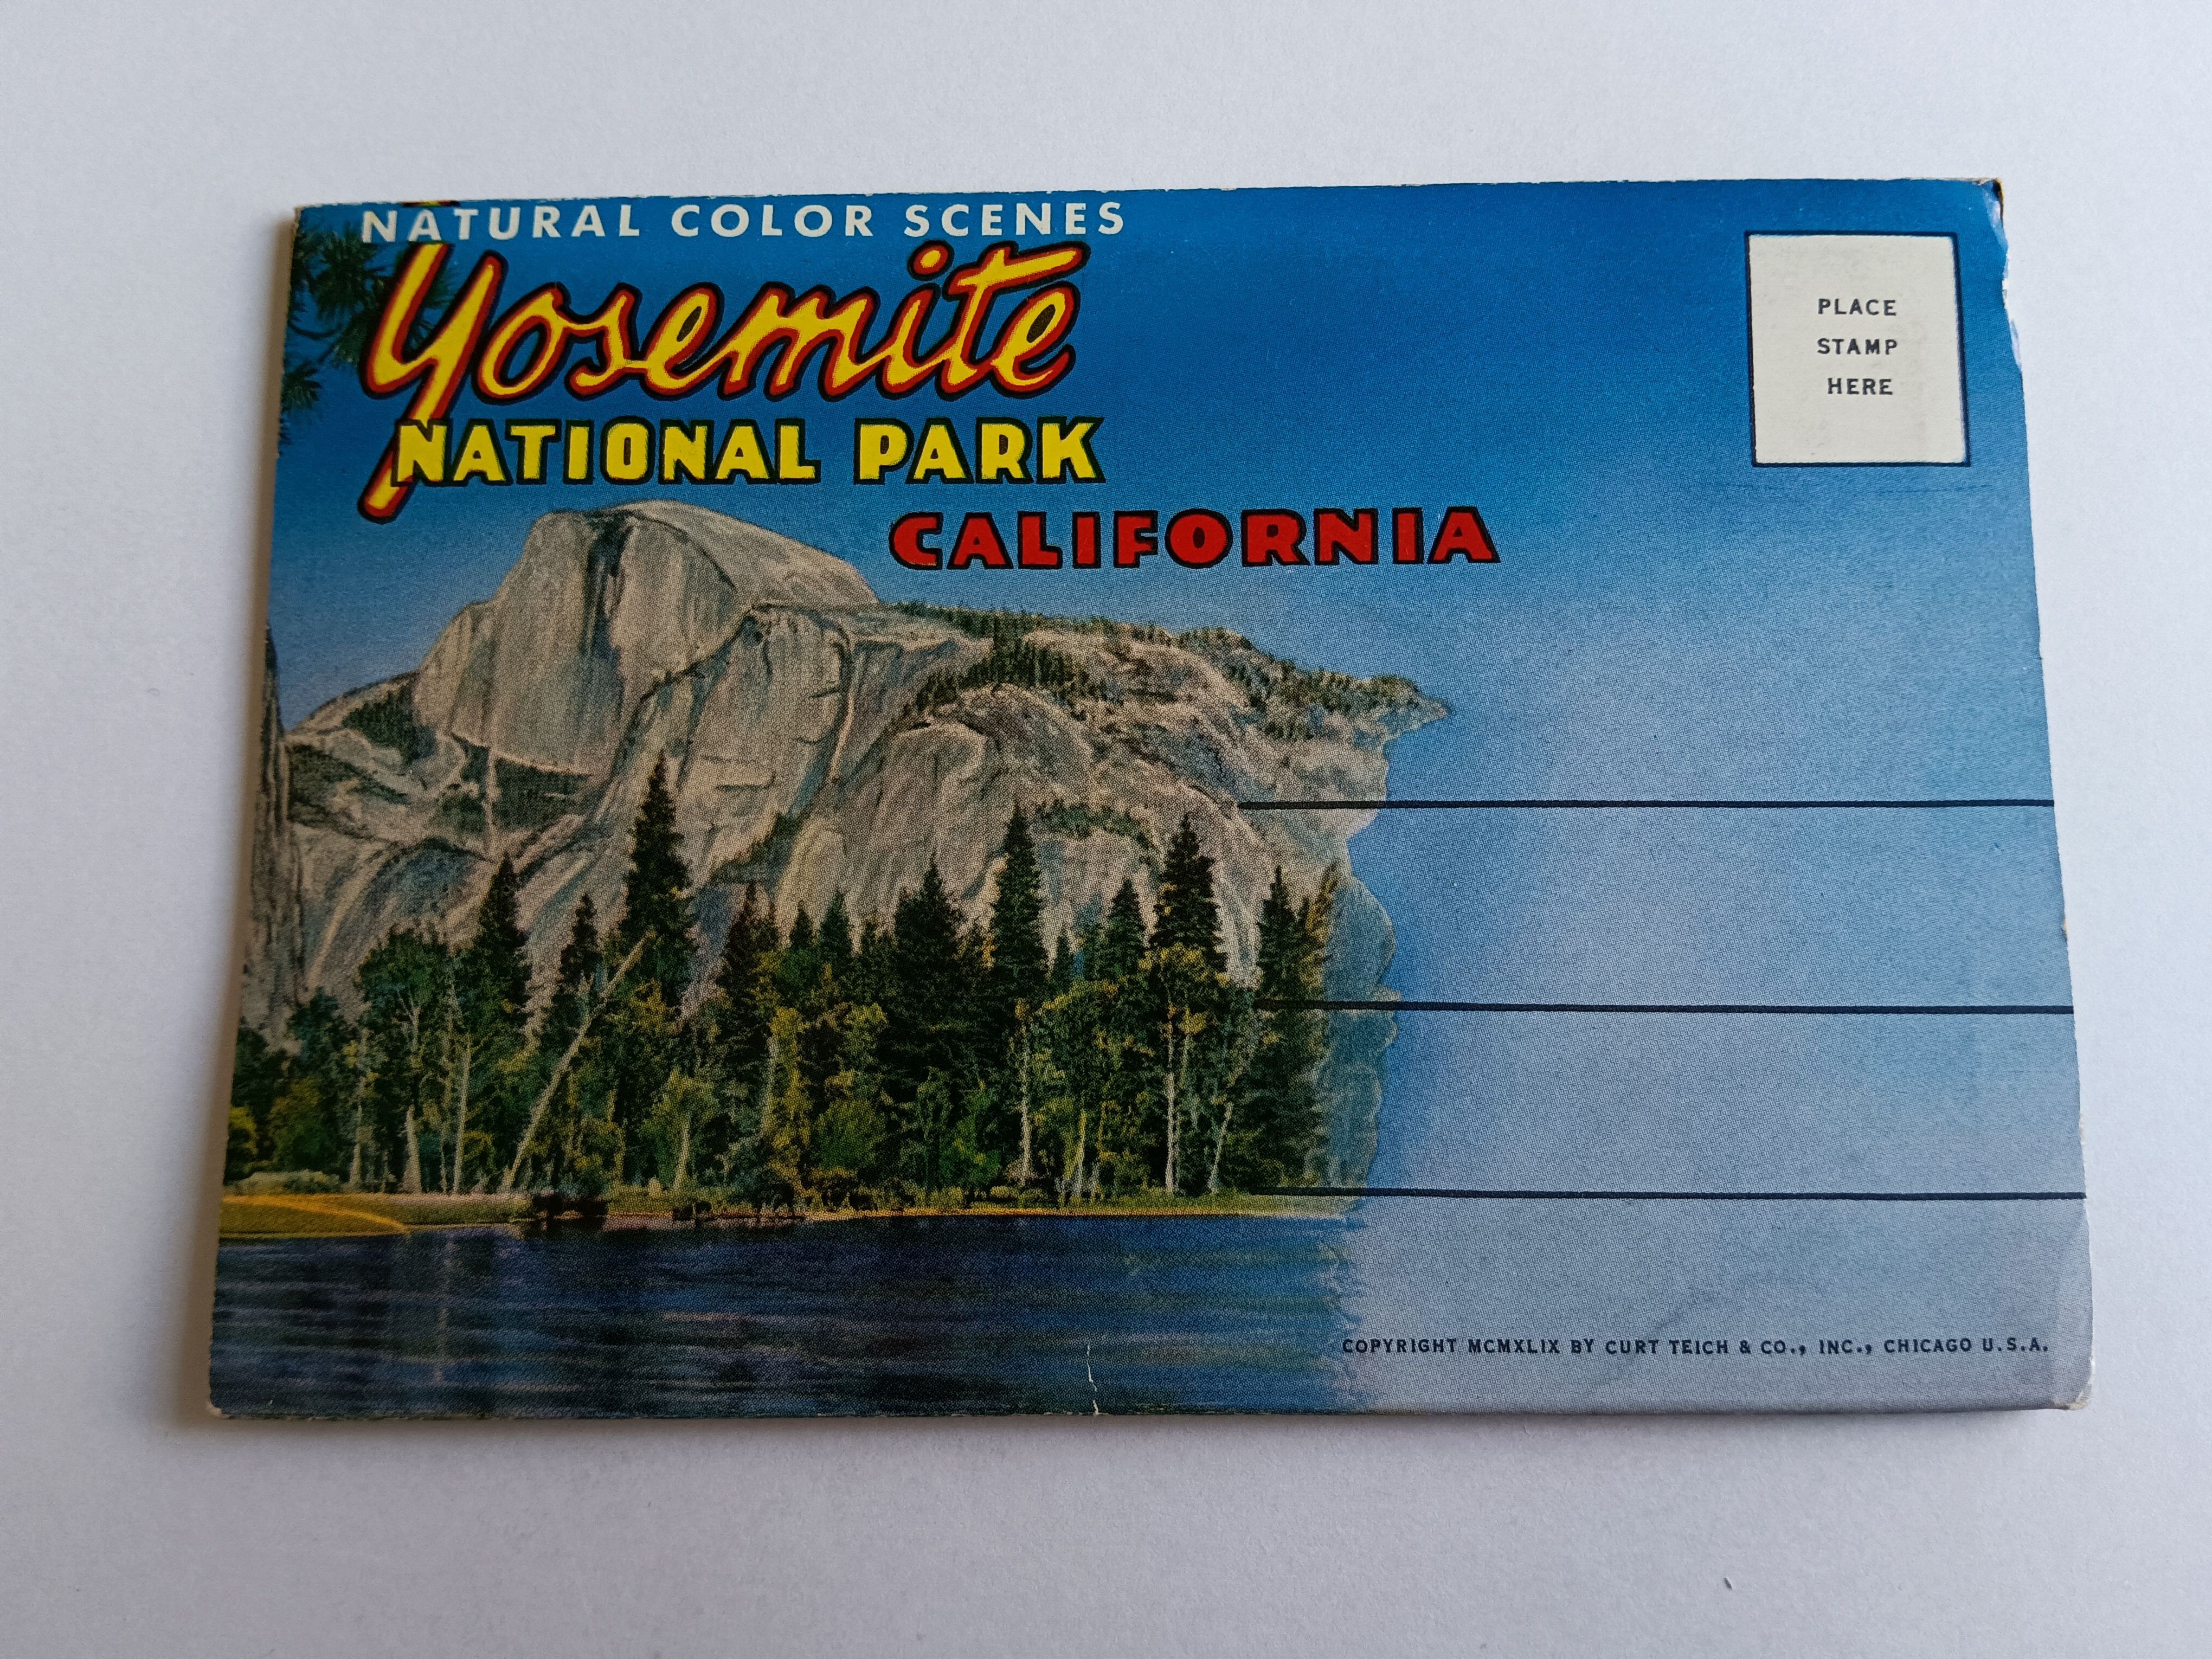 NATURAL COLOR SCENES
Yosemite
NATIONAL PARK
CALIFORNIA
PLACE
STAMP
HERE
COPYRIGHT MCMXLIX BY CURT TEICH & CO., INC., CHICAGO U.S.A.